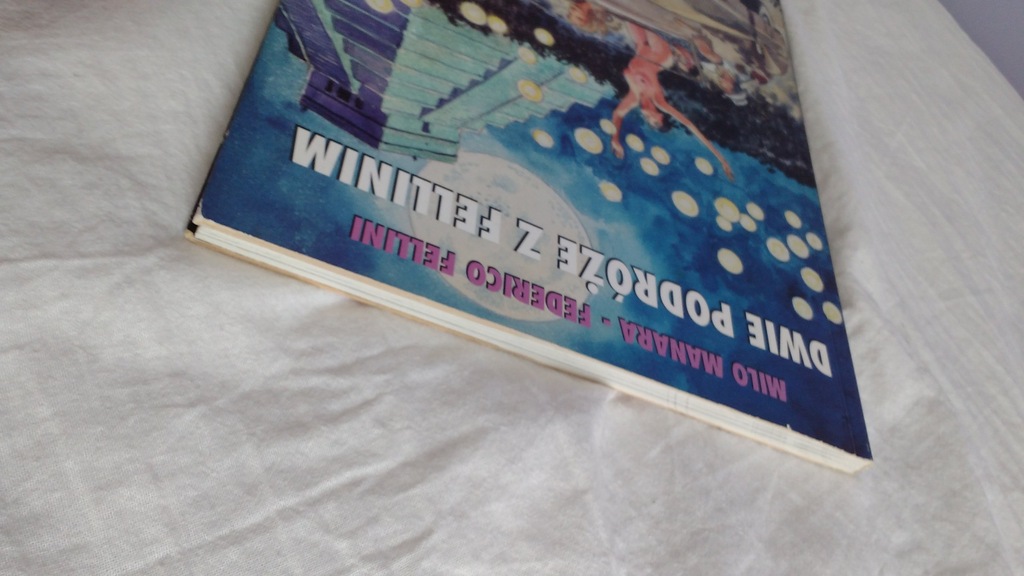 MILO MANARA - FEDERICO FELLINI
DWIE PODRÓŻE Z FELLINIM